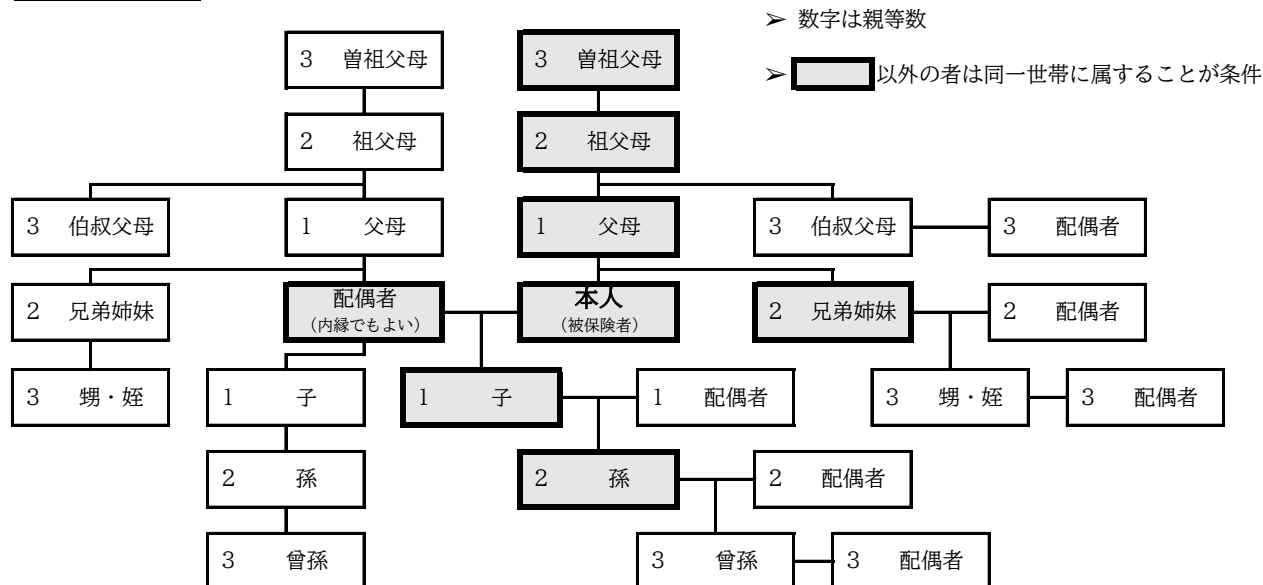 ➢ 数字は親等数
3 曽祖父母 3 曽祖父母
➢ 以外の者は同一世帯に属することが条件
2 祖父母 2 祖父母
3 伯叔父母 1 父母 1 父母 3 伯叔父母 3 配偶者
2 兄弟姉妹 配偶者 本人 2 兄弟姉妹 2 配偶者
（内縁でもよい） （被保険者）
3 甥・姪 1 子 1 子 1 配偶者 3 甥・姪 3 配偶者
2 孫 2 孫 2 配偶者
3 曾孫 3 曾孫 3 配偶者